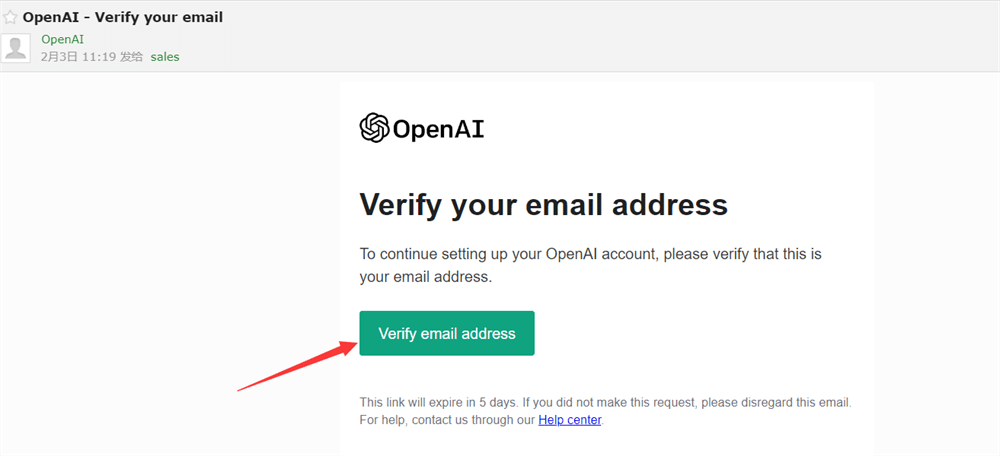 OpenAI - Verify your email
OpenAI
2月3日 11:19 发给 sales
OpenAI
Verify your email address
To continue setting up your OpenAI account, please verify that this is
your email address.
Verify email address
This link will expire in 5 days. If you did not make this request, please disregard this email.
For help, contact us through our Help center.